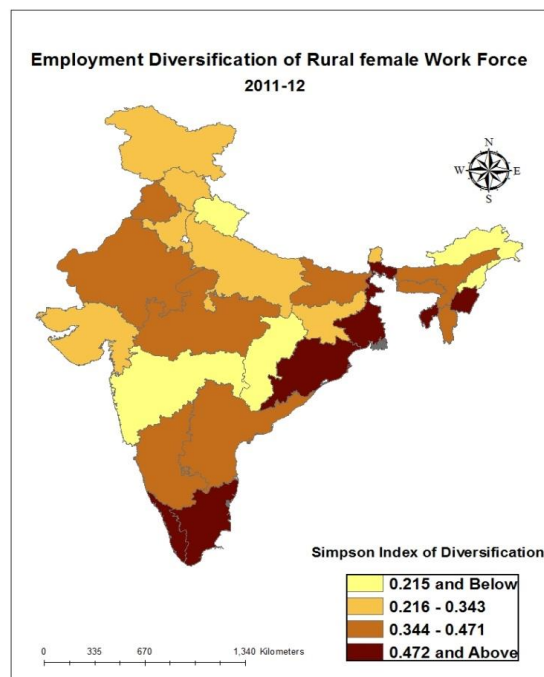 Employment Diversification of Rural female Work Force
2011-12
N
W E
S
Simpson Index of Diversification
0.215 and Below
0.216 - 0.343
0.344 - 0.471
0.472 and Above
0 335 670 1,340 Kilometers